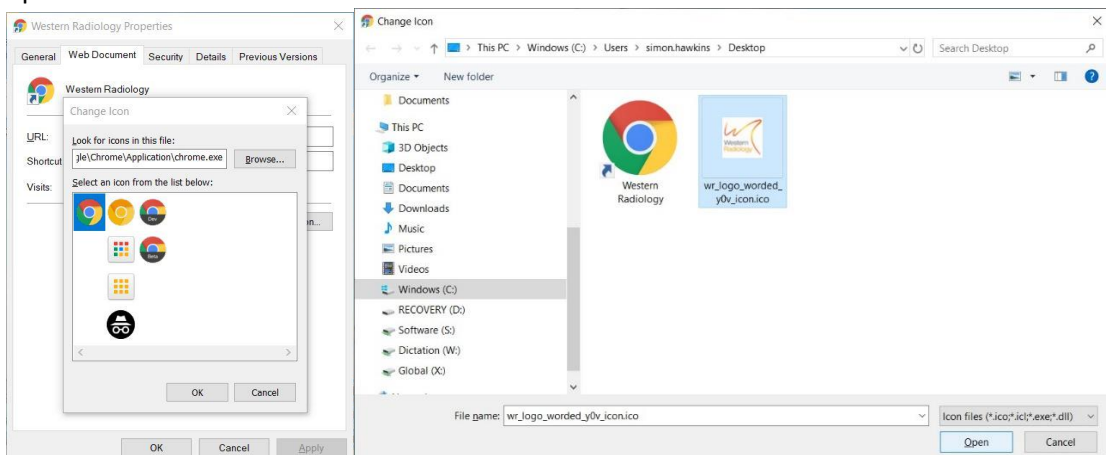 Western Radiology Properties
General Web Document Security Details Previous Versions
Western Radiology
Change Icon
URL:
Look for icons in this file:
gle\Chrome\Application\chrome.exe Browse...
Shortcut
Select an icon from the list below:
Visits:
Dev
Beta
n...
OK Cancel
OK Cancel Apply
Change Icon
This PC > Windows (C:) > Users > simon.hawkins > Desktop
Search Desktop
Organize New folder
Documents
This PC
3D Objects
Desktop
Documents
Downloads
Music
Pictures
Videos
Windows (C:)
RECOVERY (D:)
Software (S:)
Dictation (W:)
Global (X:)
Western
Radiology
Western
Radiology
wr_logo_worded_
y0v_icon.ico
File name: wr_logo_worded_y0v_icon.ico
Icon files (*.ico;*.icl;*.exe;*.dll)
Open Cancel